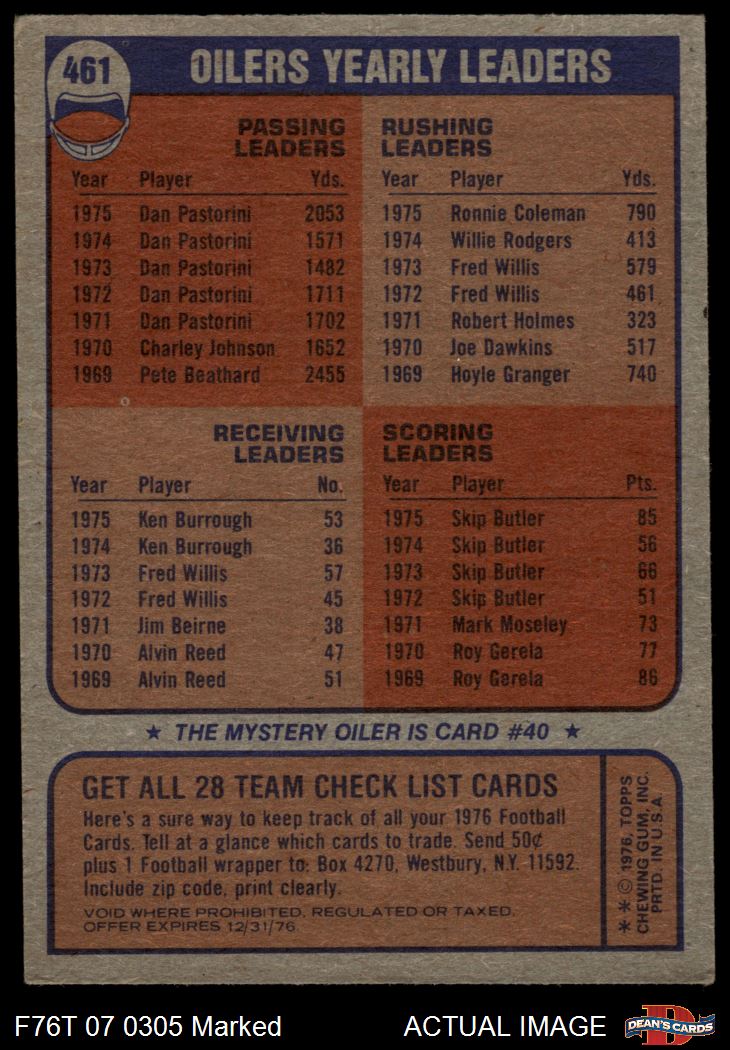 461
OILERS YEARLY LEADERS
PASSING
LEADERS
Year Player Yds.
1975 Dan Pastorini 2053
1974 Dan Pastorini 1571
1973 Dan Pastorini 1482
1972 Dan Pastorini 1711
1971 Dan Pastorini 1702
1970 Charley Johnson 1652
1969 Pete Beathard 2455
RUSHING
LEADERS
Year Player Yds.
1975 Ronnie Coleman 790
1974 Willie Rodgers 413
1973 Fred Willis 579
1972 Fred Willis 461
1971 Robert Holmes 323
1970 Joe Dawkins 517
1969 Hoyle Granger 740
RECEIVING
LEADERS
Year Player No.
1975 Ken Burrough 53
1974 Ken Burrough 36
1973 Fred Willis 57
1972 Fred Willis 45
1971 Jim Beirne 38
1970 Alvin Reed 47
1969 Alvin Reed 51
SCORING
LEADERS
Year Player Pts.
1975 Skip Butler 85
1974 Skip Butler 56
1973 Skip Butler 66
1972 Skip Butler 51
1971 Mark Moseley 73
1970 Roy Gerela 77
1969 Roy Gerela 86
★ THE MYSTERY OILER IS CARD #40 ★
GET ALL 28 TEAM CHECK LIST CARDS
Here's a sure way to keep track of all your 1976 Football
Cards. Tell at a glance which cards to trade. Send 50¢
plus 1 Football wrapper to: Box 4270, Westbury, N.Y. 11592.
Include zip code, print clearly.
VOID WHERE PROHIBITED, REGULATED OR TAXED.
OFFER EXPIRES 12/31/76.
* * © 1976, TOPPS
CHEWING GUM, INC.
PRTD. IN U.S.A.
F76T 07 0305 Marked
ACTUAL IMAGE
D
DEAN'S CARDS